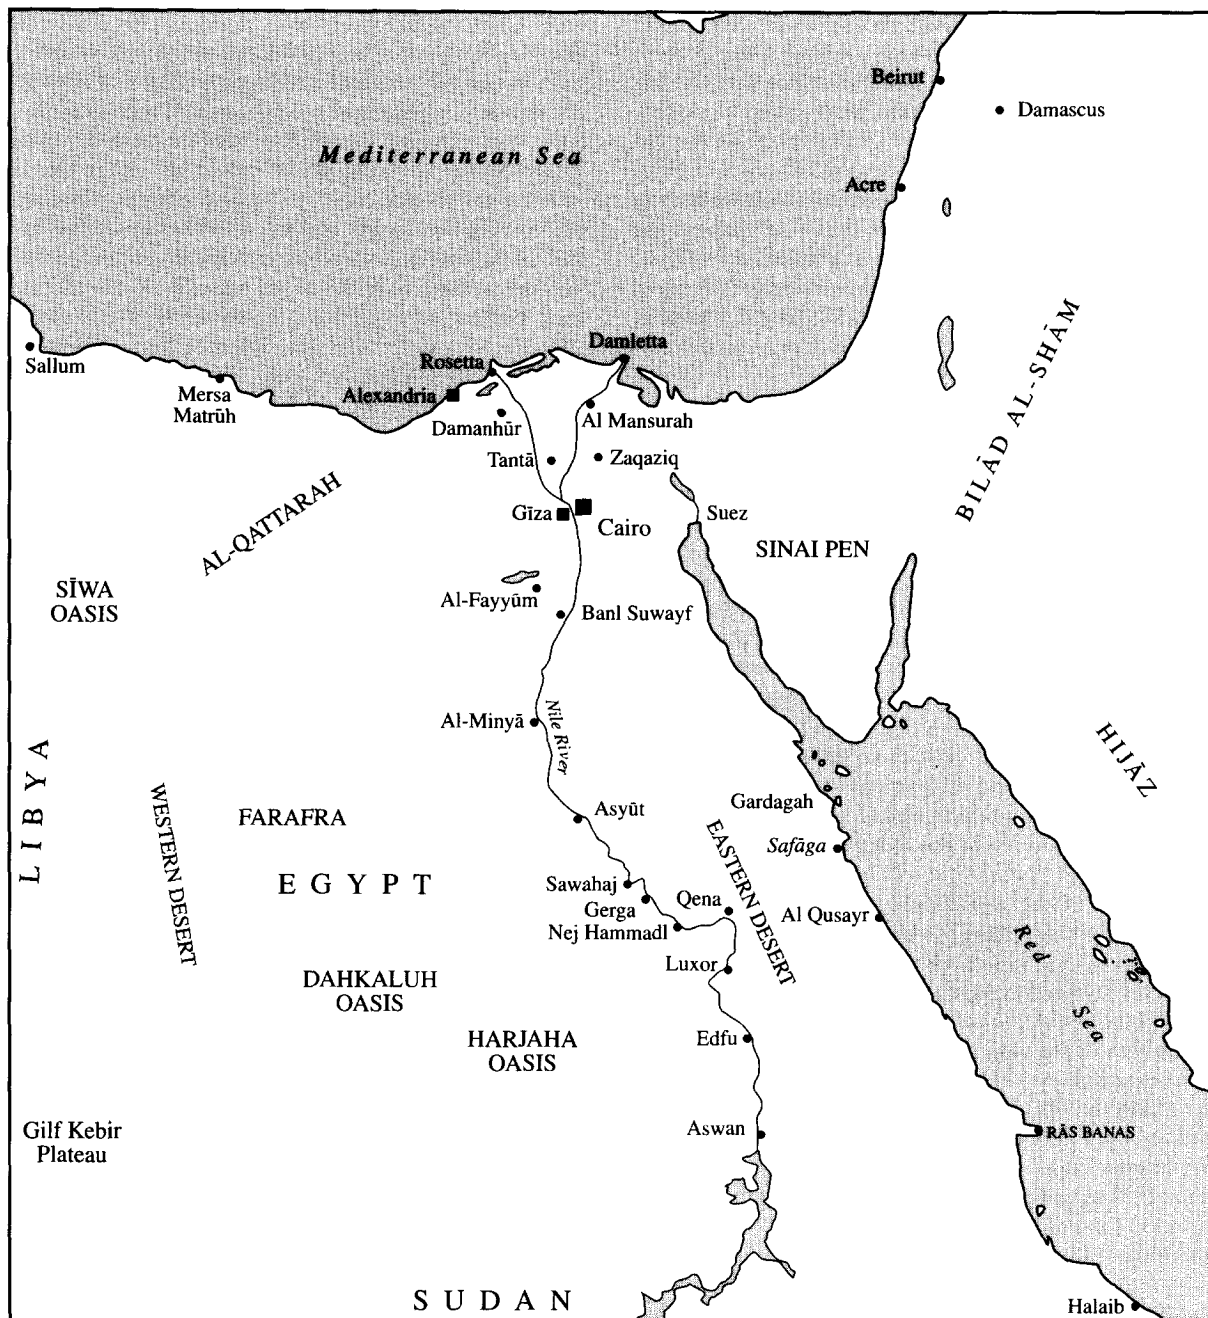 Beirut
Damascus
Mediterranean Sea
Acre
BILĀD AL-SHĀM
Damletta
Rosetta
Sallum
Mersa
Matrūh
Alexandria
Damanhūr
Al Mansurah
Tantā
Zaqaziq
AL-QATTARAH
Gīza
Cairo
Suez
SINAI PEN
SĪWA
OASIS
Al-Fayyūm
Banl Suwayf
Al-Minyā
Nile River
HIJĀZ
LIBYA
WESTERN DESERT
FARAFRA
Asyūt
Gardagah
EASTERN DESERT
Safāga
EGYPT
Sawahaj
Gerga
Qena
Al Qusayr
Nej Hammadl
Red
Sea
Luxor
DAHKALUH
OASIS
HARJAHA
OASIS
Edfu
Gilf Kebir
Plateau
Aswan
RĀS BANAS
SUDAN
Halaib